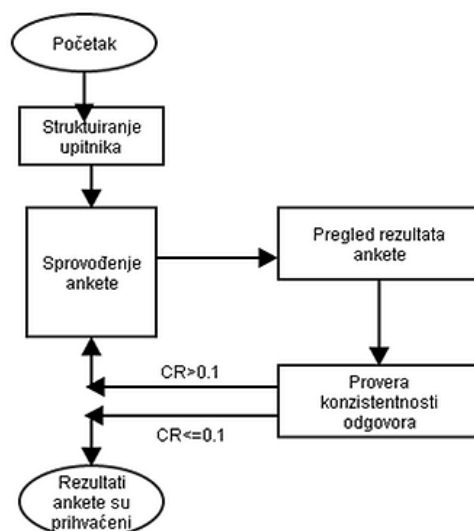 Početak
Struktuiranje
upitnika
Sprovođenje
ankete
Pregled rezultata
ankete
CR>0.1
Provera
konzistentnosti
odgovora
CR<=0.1
Rezultati
ankete su
prihvaćeni